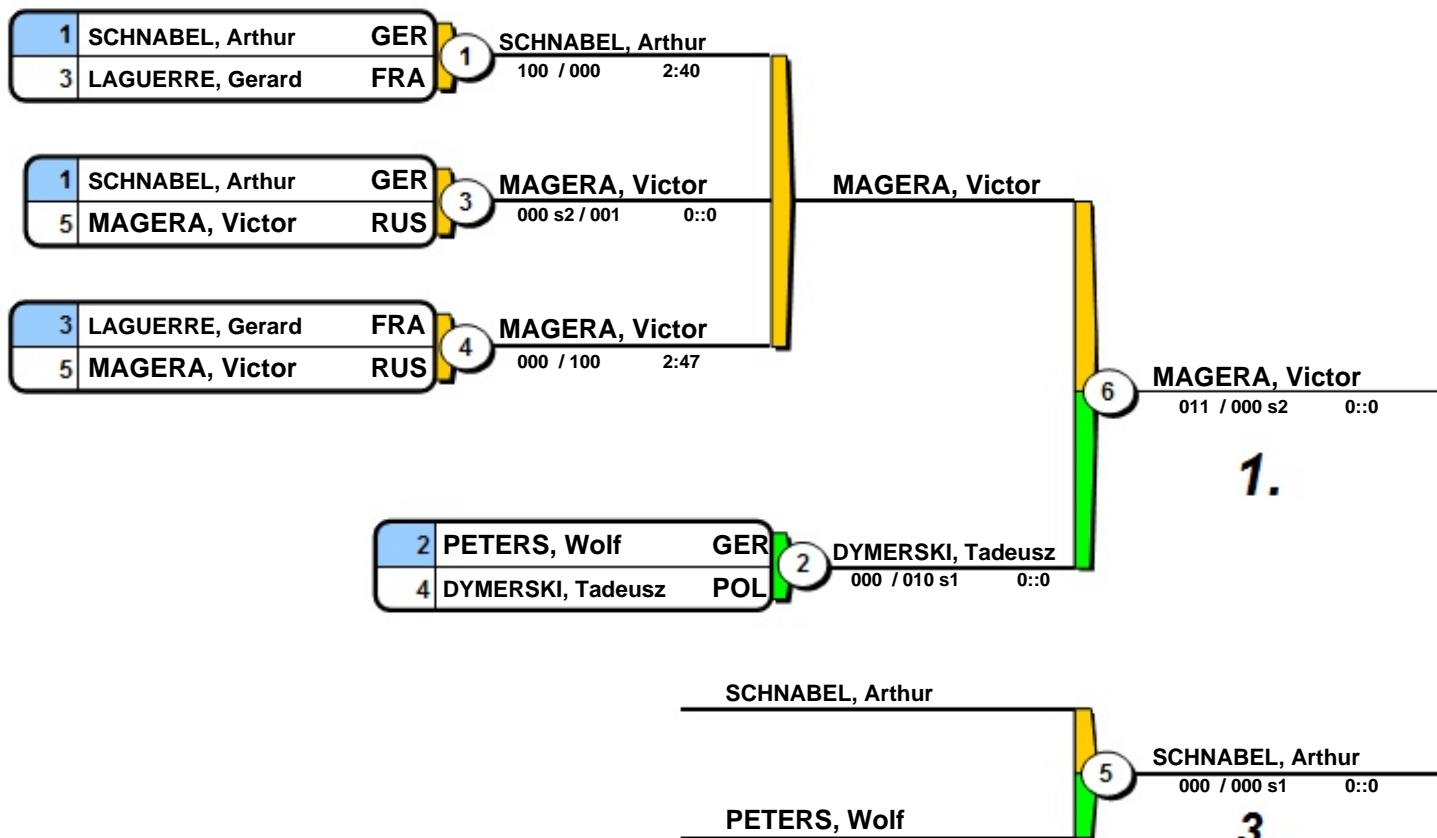 1 SCHNABEL, Arthur GER
3 LAGUERRE, Gerard FRA
1
SCHNABEL, Arthur
100 / 000 2:40
1 SCHNABEL, Arthur GER
5 MAGERA, Victor RUS
3
MAGERA, Victor
000 s2 / 001 0::0
MAGERA, Victor
3 LAGUERRE, Gerard FRA
5 MAGERA, Victor RUS
4
MAGERA, Victor
000 / 100 2:47
6
MAGERA, Victor
011 / 000 s2 0::0
1.
2 PETERS, Wolf GER
4 DYMERSKI, Tadeusz POL
2
DYMERSKI, Tadeusz
000 / 010 s1 0::0
SCHNABEL, Arthur
5
SCHNABEL, Arthur
000 / 000 s1 0::0
PETERS, Wolf
3